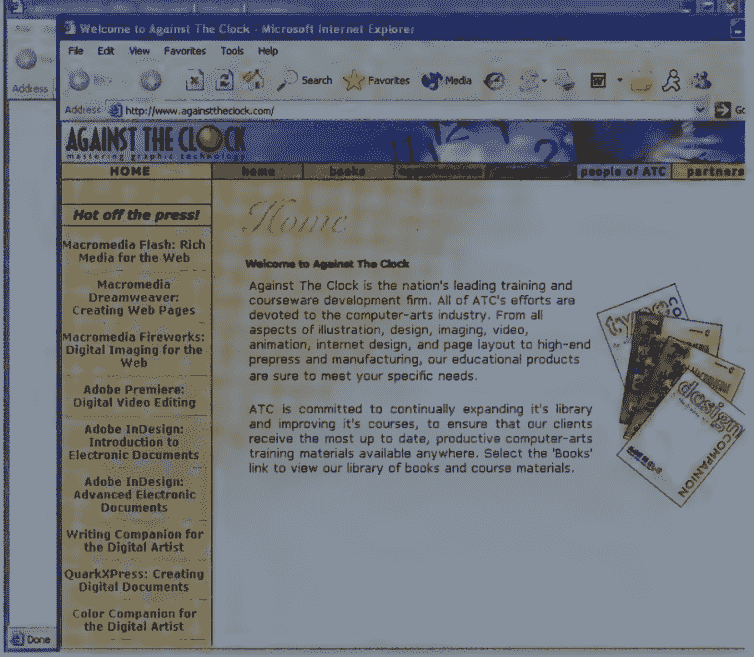 Welcome to Against The Clock - Microsoft Internet Explorer
File Edit View Favorites Tools Help
Search Favorites Media
Address
Address http://www.againsttheclock.com/
Go
AGAINST THE CLOCK
mastering graphic technology
HOME home books people of ATC partners
Hot off the press!
Macromedia Flash: Rich
Media for the Web
Macromedia
Dreamweaver:
Creating Web Pages
Macromedia Fireworks:
Digital Imaging for the
Web
Adobe Premiere:
Digital Video Editing
Adobe InDesign:
Introduction to
Electronic Documents
Adobe InDesign:
Advanced Electronic
Documents
Writing Companion for
the Digital Artist
QuarkXPress: Creating
Digital Documents
Color Companion for
the Digital Artist
Home
Welcome to Against The Clock
Against The Clock is the nation's leading training and
courseware development firm. All of ATC's efforts are
devoted to the computer-arts industry. From all
aspects of illustration, design, imaging, video,
animation, internet design, and page layout to high-end
prepress and manufacturing, our educational products
are sure to meet your specific needs.
ATC is committed to continually expanding it's library
and improving it's courses, to ensure that our clients
receive the most up to date, productive computer-arts
training materials available anywhere. Select the 'Books'
link to view our library of books and course materials.
design
COMPANION
Done